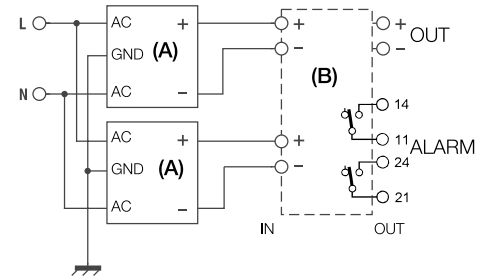 L
AC
+
GND
(A)
N
AC
−
AC
+
GND
(A)
AC
−
+
−
(B)
+
−
+
OUT
−
14
11
ALARM
24
21
IN
OUT